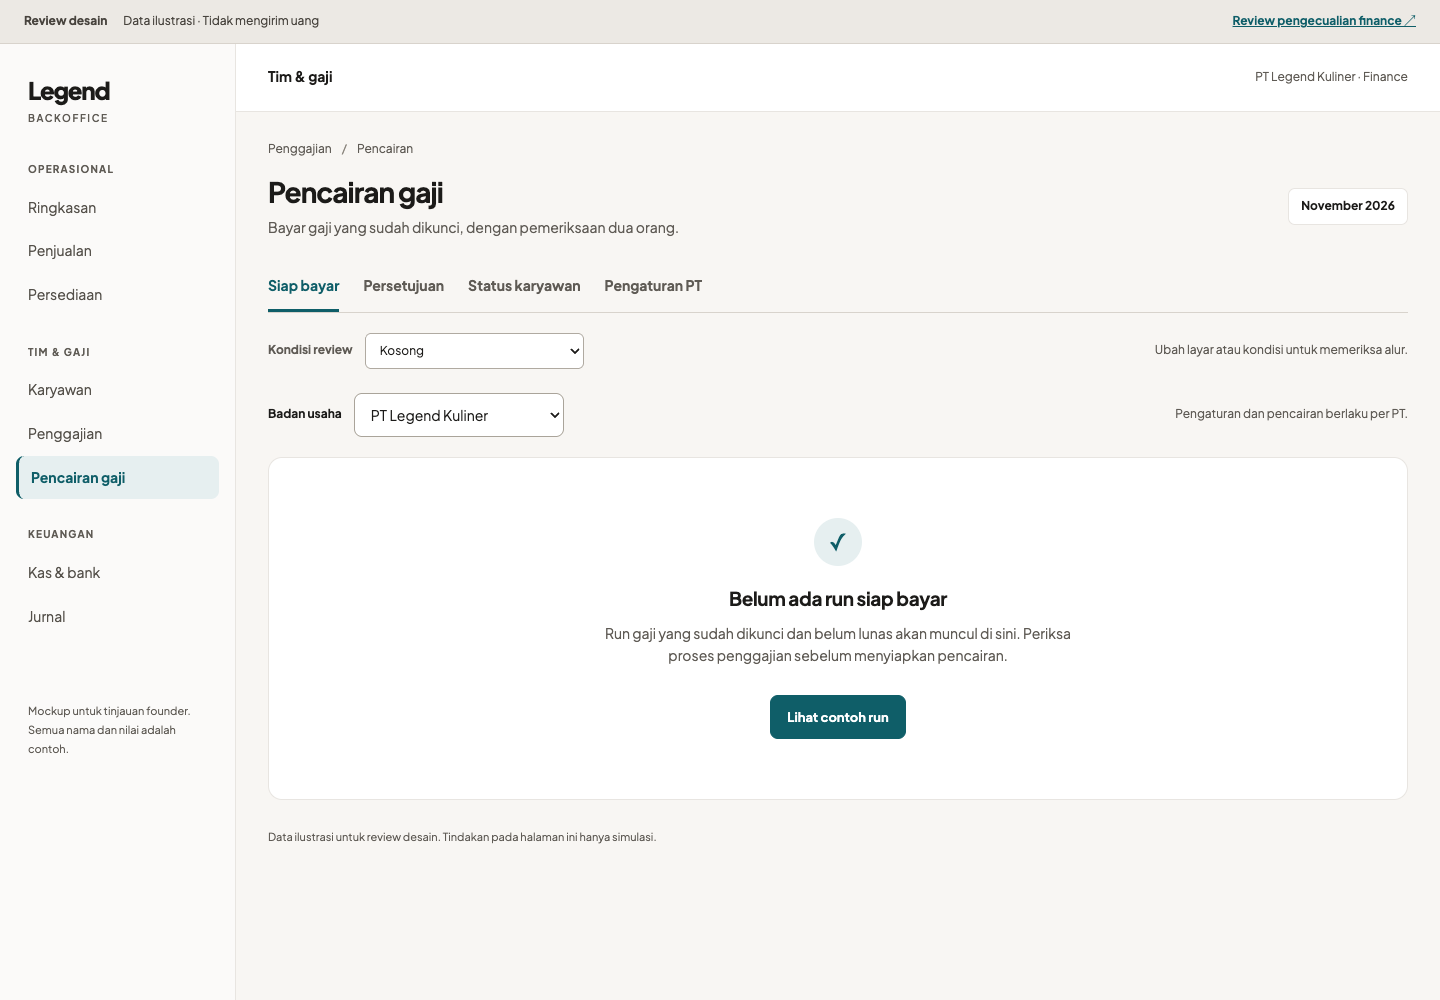 Review desain
Data ilustrasi · Tidak mengirim uang
Review pengecualian finance ↗
Legend
BACKOFFICE
OPERASIONAL
Ringkasan
Penjualan
Persediaan
TIM & GAJI
Karyawan
Penggajian
Pencairan gaji
KEUANGAN
Kas & bank
Jurnal
Mockup untuk tinjauan founder.
Semua nama dan nilai adalah
contoh.
Tim & gaji
PT Legend Kuliner · Finance
Penggajian / Pencairan
Pencairan gaji
Bayar gaji yang sudah dikunci, dengan pemeriksaan dua orang.
November 2026
Siap bayar
Persetujuan
Status karyawan
Pengaturan PT
Kondisi review
Kosong
Ubah layar atau kondisi untuk memeriksa alur.
Badan usaha
PT Legend Kuliner
Pengaturan dan pencairan berlaku per PT.
Belum ada run siap bayar
Run gaji yang sudah dikunci dan belum lunas akan muncul di sini. Periksa
proses penggajian sebelum menyiapkan pencairan.
Lihat contoh run
Data ilustrasi untuk review desain. Tindakan pada halaman ini hanya simulasi.